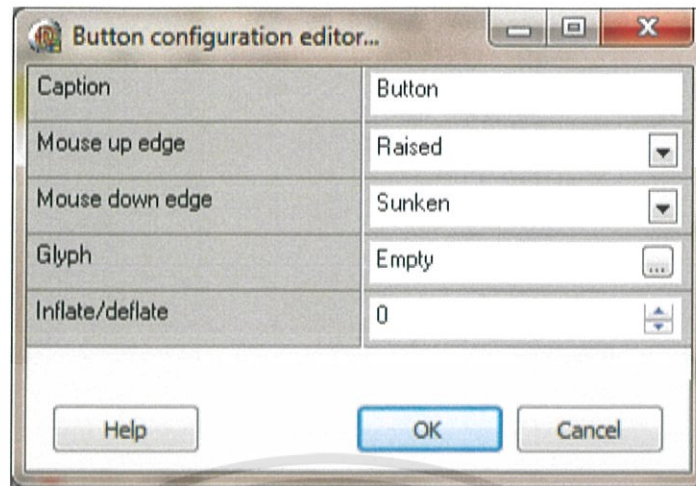 Button configuration editor...
Caption Button
Mouse up edge Raised
Mouse down edge Sunken
Glyph Empty ...
Inflate/deflate 0
Help OK Cancel